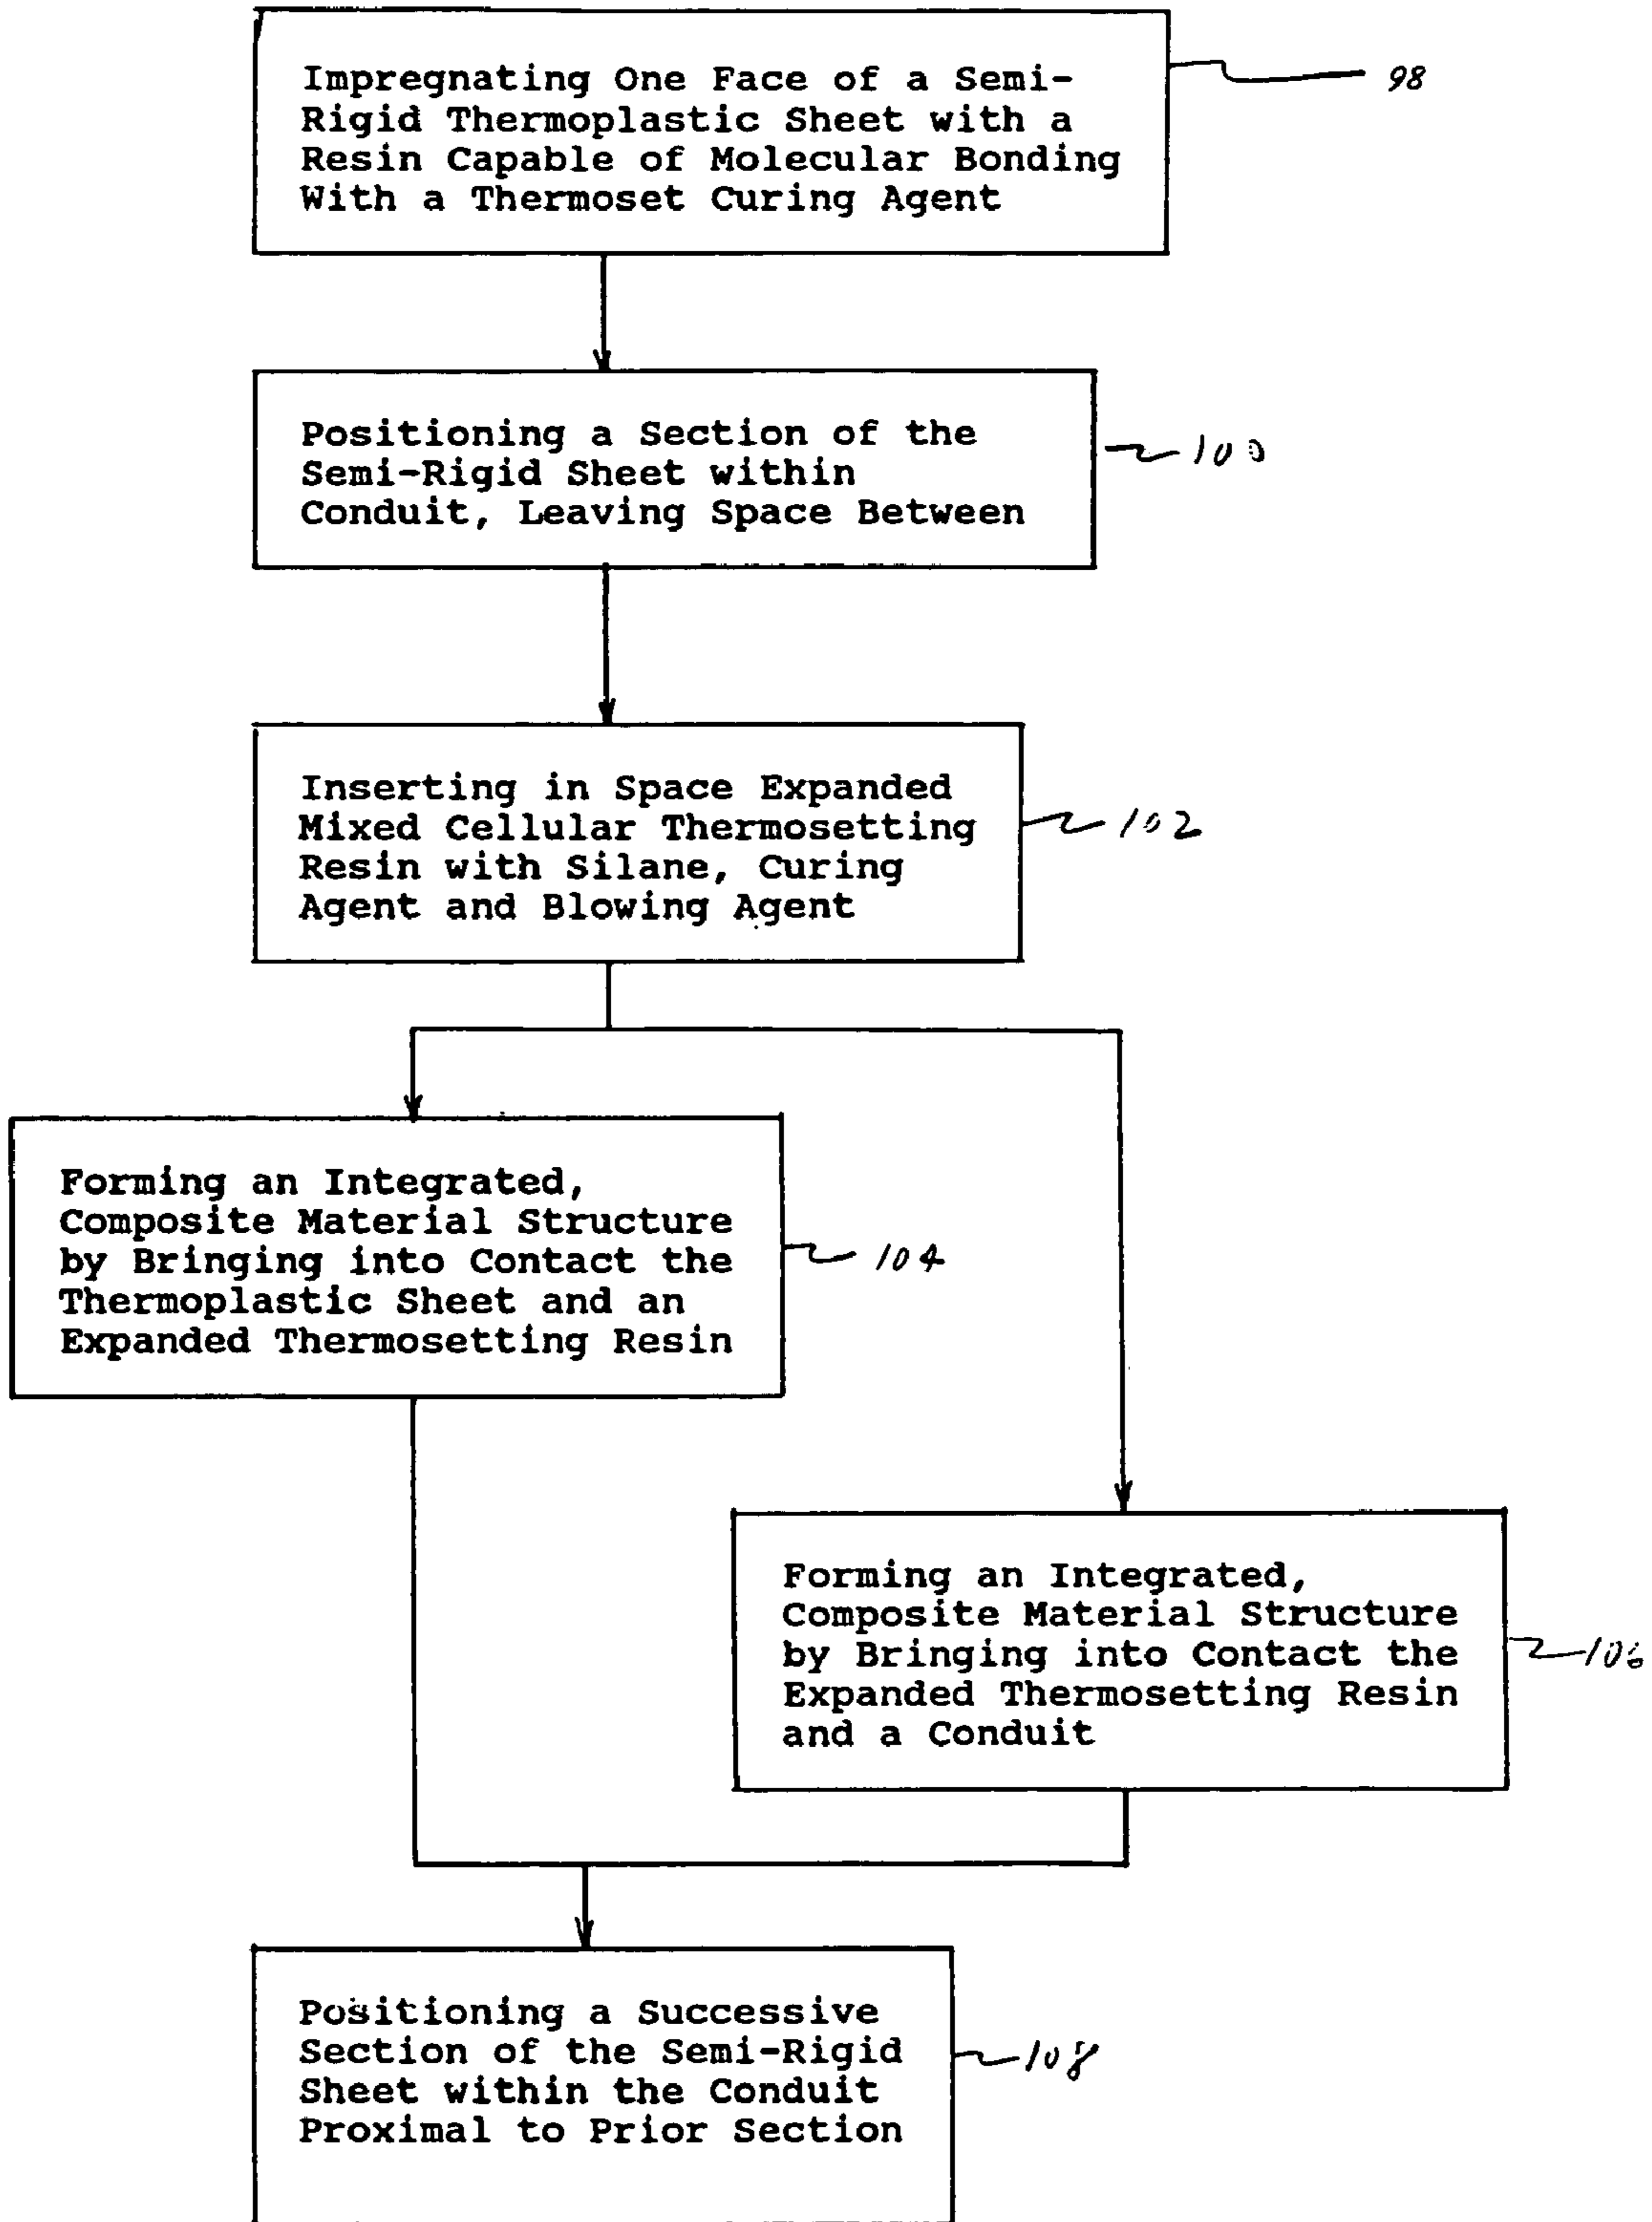 Impregnating One Face of a Semi-
Rigid Thermoplastic Sheet with a
Resin Capable of Molecular Bonding
With a Thermoset Curing Agent
98
Positioning a Section of the
Semi-Rigid Sheet within
Conduit, Leaving Space Between
100
Inserting in Space Expanded
Mixed Cellular Thermosetting
Resin with Silane, Curing
Agent and Blowing Agent
102
Forming an Integrated,
Composite Material Structure
by Bringing into Contact the
Thermoplastic Sheet and an
Expanded Thermosetting Resin
104
Forming an Integrated,
Composite Material Structure
by Bringing into Contact the
Expanded Thermosetting Resin
and a Conduit
106
Positioning a Successive
Section of the Semi-Rigid
Sheet within the Conduit
Proximal to Prior Section
108